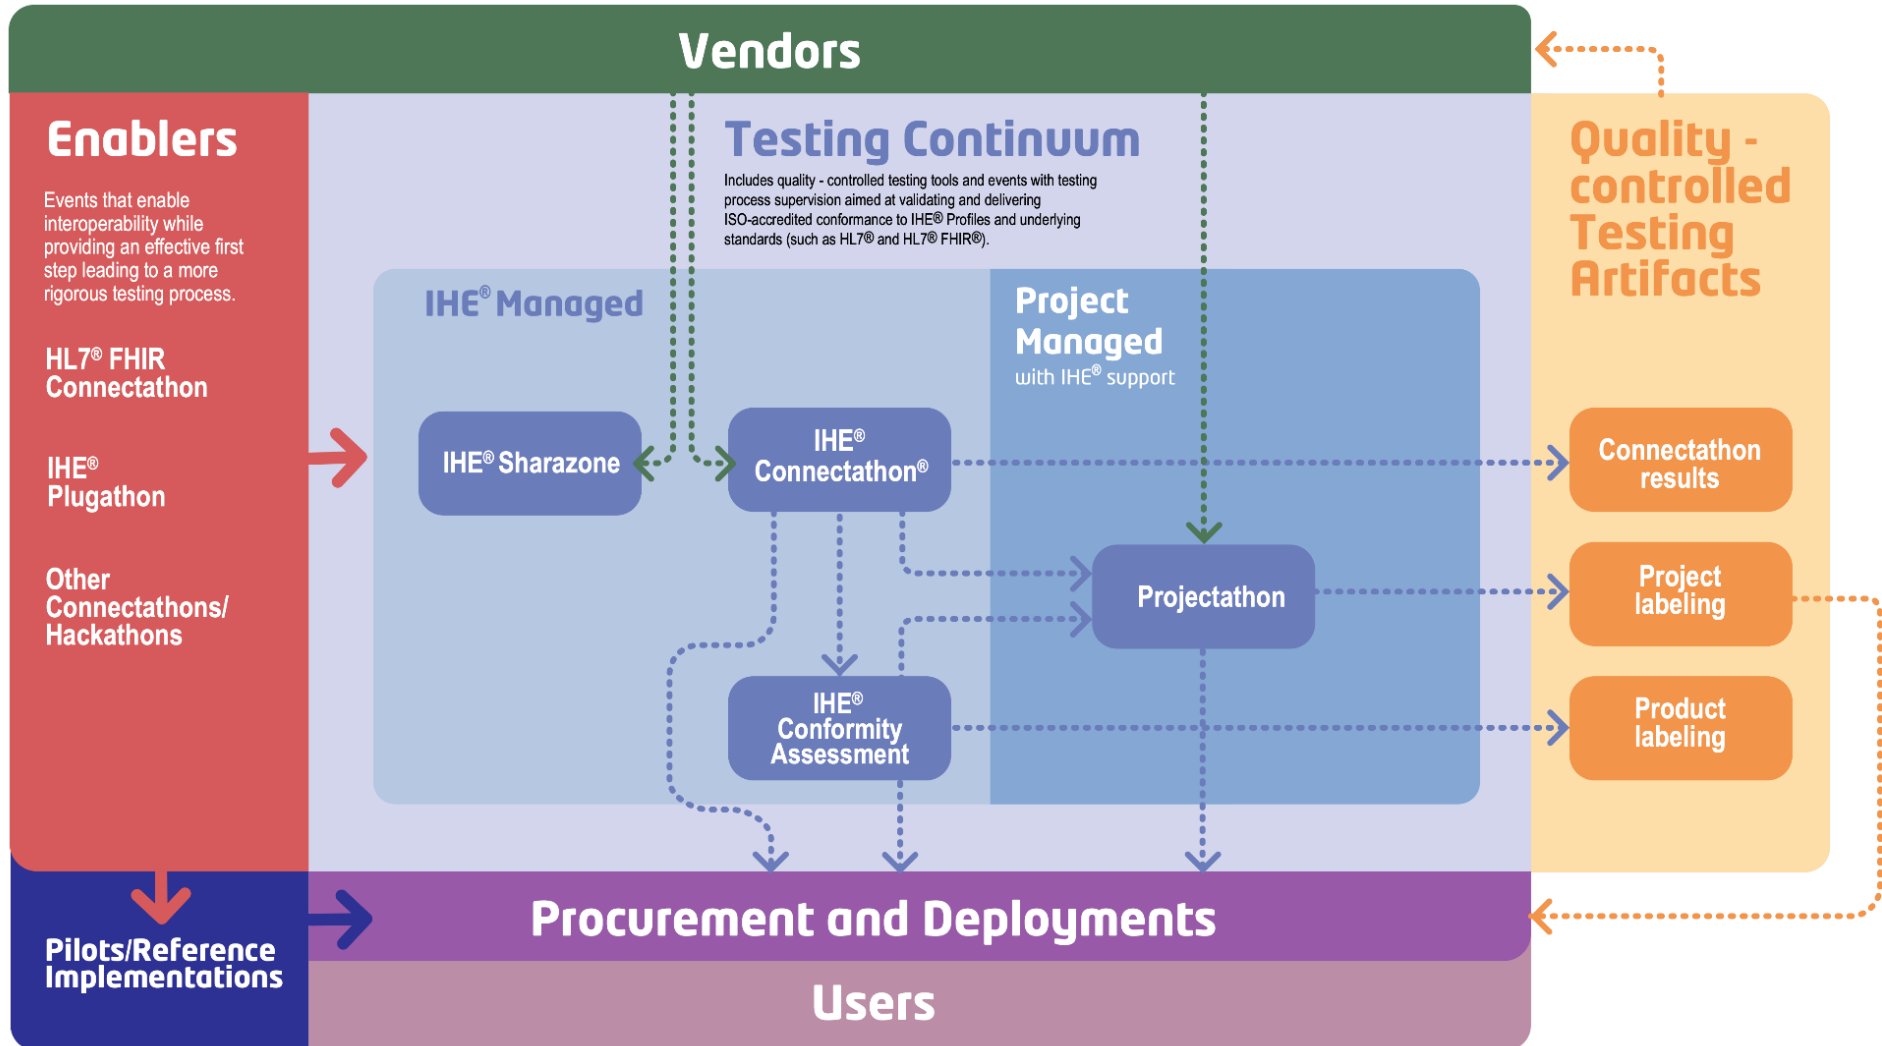 Vendors
Enablers
Events that enable
interoperability while
providing an effective first
step leading to a more
rigorous testing process.
HL7® FHIR
Connectathon
IHE®
Plugathon
Other
Connectathons/
Hackathons
Testing Continuum
Includes quality - controlled testing tools and events with testing
process supervision aimed at validating and delivering
ISO-accredited conformance to IHE® Profiles and underlying
standards (such as HL7® and HL7® FHIR®).
IHE® Managed
IHE® Sharazone
IHE®
Connectathon®
IHE®
Conformity
Assessment
Project
Managed
with IHE® support
Projectathon
Quality -
controlled
Testing
Artifacts
Connectathon
results
Project
labeling
Product
labeling
Pilots/Reference
Implementations
Procurement and Deployments
Users